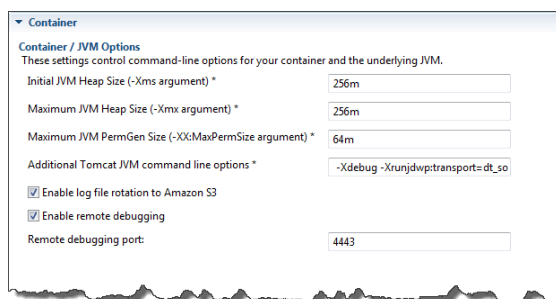 Container
Container / JVM Options
These settings control command-line options for your container and the underlying JVM.
Initial JVM Heap Size (-Xms argument) * 256m
Maximum JVM Heap Size (-Xmx argument) * 256m
Maximum JVM PermGen Size (-XX:MaxPermSize argument) * 64m
Additional Tomcat JVM command line options * -Xdebug -Xrunjdwp:transport=dt_so
Enable log file rotation to Amazon S3
Enable remote debugging
Remote debugging port: 4443